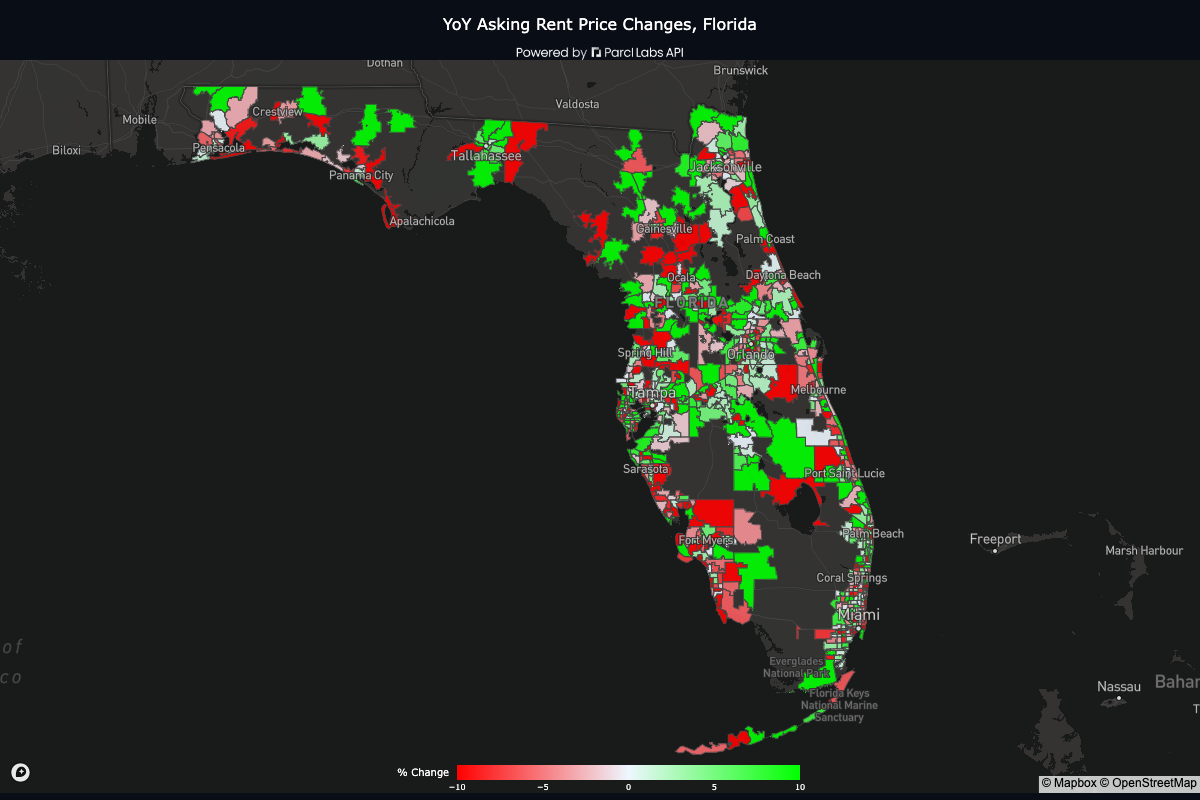 YoY Asking Rent Price Changes, Florida
Powered by Parcl Labs API
Dothan
Brunswick
Valdosta
Crestview
Mobile
Biloxi
Pensacola
Tallahassee
Jacksonville
Panama City
Apalachicola
Gainesville
Palm Coast
Ocala
Daytona Beach
FLORIDA
Spring Hill
Orlando
Tampa
Melbourne
Sarasota
Port Saint Lucie
Fort Myers
Palm Beach
Freeport
Marsh Harbour
Coral Springs
Miami
of
co
Everglades
National Park
Florida Keys
National Marine
Sanctuary
Nassau
Bahar
T
% Change
−10
−5
0
5
10
© Mapbox © OpenStreetMap